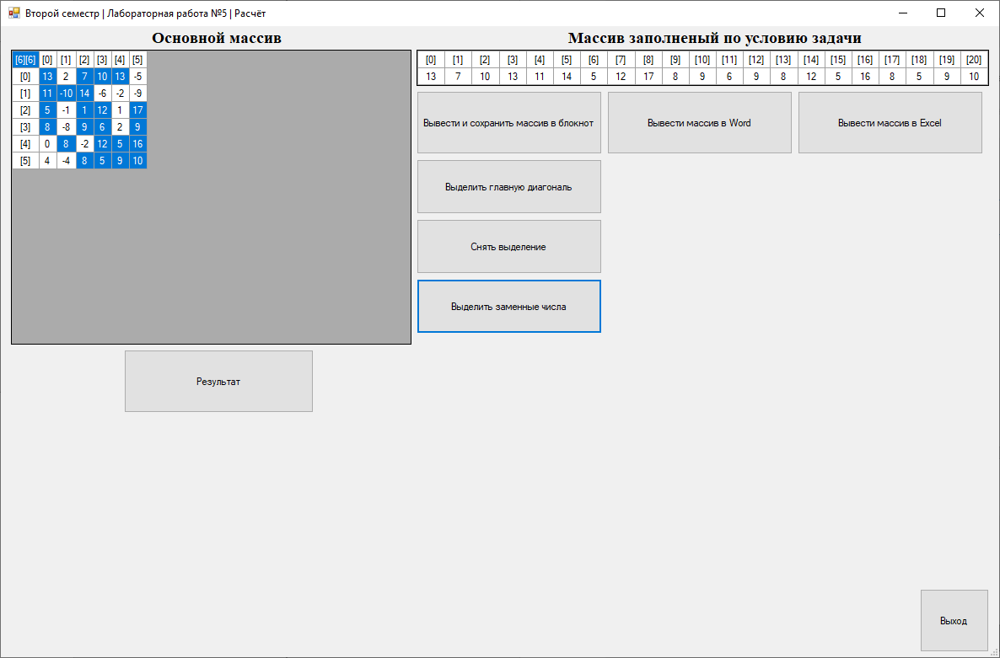 Второй семестр | Лабораторная работа №5 | Расчёт
Основной массив
[6][6] [0] [1] [2] [3] [4] [5]
[0] 13 2 7 10 13 -5
[1] 11 -10 14 -6 -2 -9
[2] 5 -1 1 12 1 17
[3] 8 -8 9 6 2 9
[4] 0 8 -2 12 5 16
[5] 4 -4 8 5 9 10
Результат
Массив заполненый по условию задачи
[0] [1] [2] [3] [4] [5] [6] [7] [8] [9] [10] [11] [12] [13] [14] [15] [16] [17] [18] [19] [20]
13 7 10 13 11 14 5 12 17 8 9 6 9 8 12 5 16 8 5 9 10
Вывести и сохранить массив в блокнот
Вывести массив в Word
Вывести массив в Excel
Выделить главную диагональ
Снять выделение
Выделить заменные числа
Выход